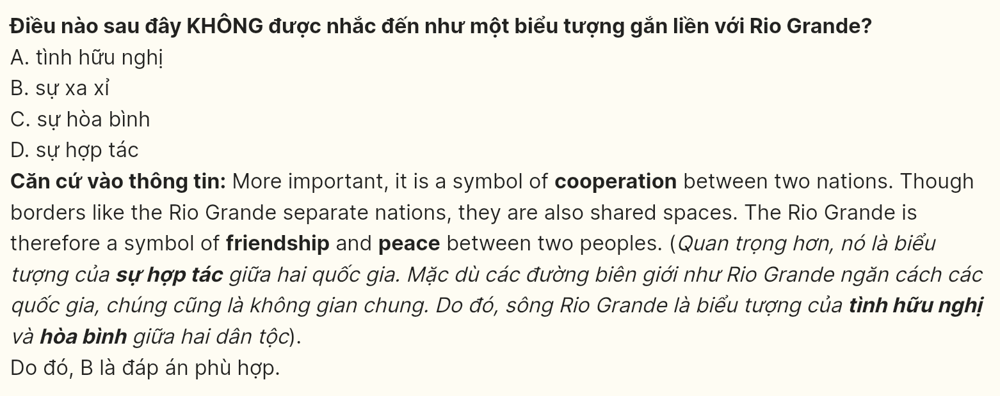 Điều nào sau đây KHÔNG được nhắc đến như một biểu tượng gắn liền với Rio Grande?
A. tình hữu nghị
B. sự xa xỉ
C. sự hòa bình
D. sự hợp tác
Căn cứ vào thông tin: More important, it is a symbol of cooperation between two nations. Though
borders like the Rio Grande separate nations, they are also shared spaces. The Rio Grande is
therefore a symbol of friendship and peace between two peoples. (Quan trọng hơn, nó là biểu
tượng của sự hợp tác giữa hai quốc gia. Mặc dù các đường biên giới như Rio Grande ngăn cách các
quốc gia, chúng cũng là không gian chung. Do đó, sông Rio Grande là biểu tượng của tình hữu nghị
và hòa bình giữa hai dân tộc).
Do đó, B là đáp án phù hợp.